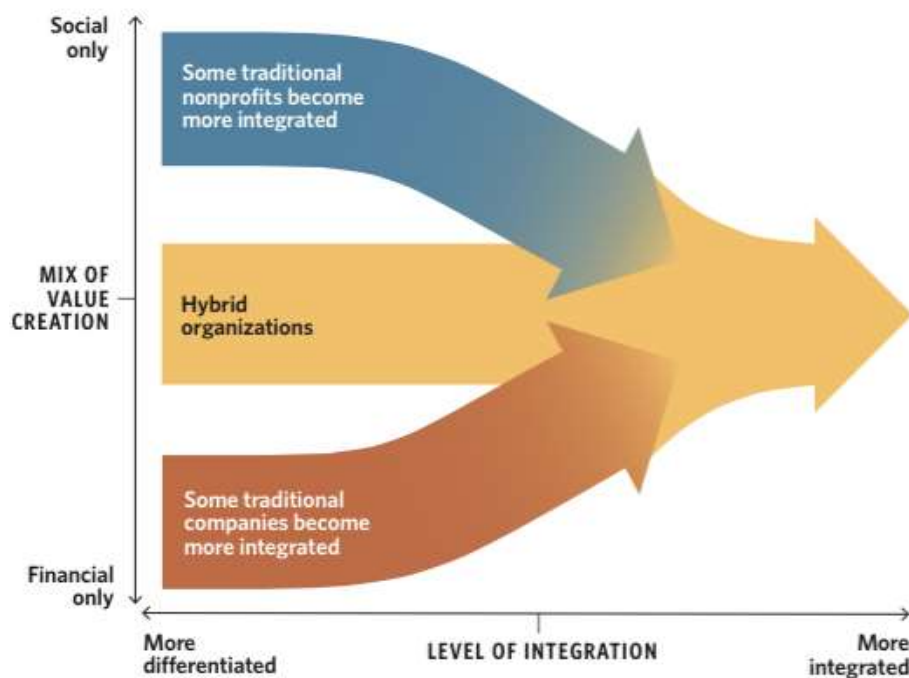 Social
only
Some traditional
nonprofits become
more integrated
MIX OF
VALUE
CREATION
Hybrid
organizations
Some traditional
companies become
more integrated
Financial
only
More
differentiated
LEVEL OF INTEGRATION
More
integrated